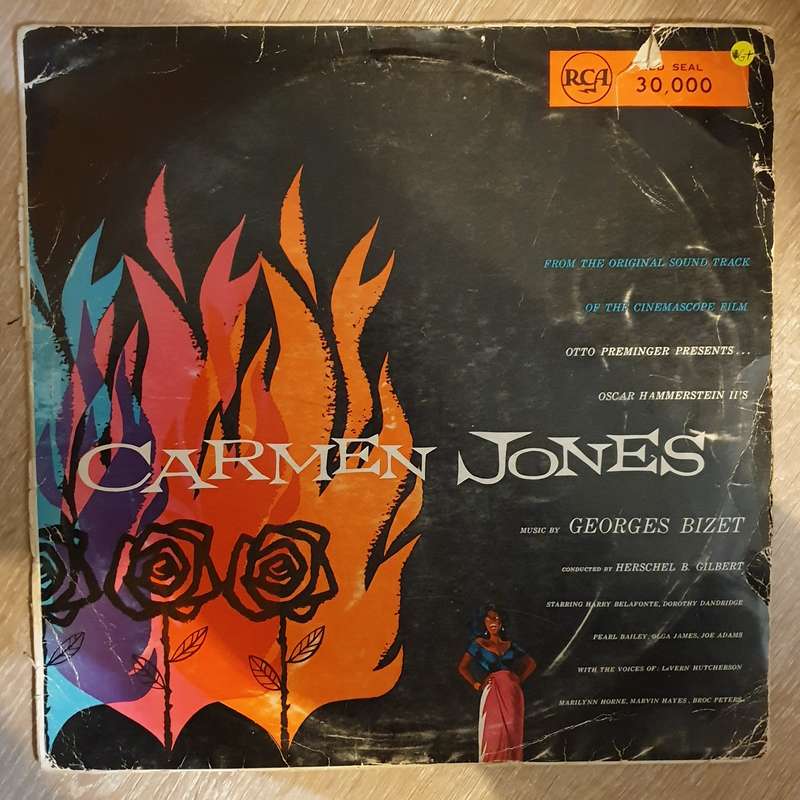 RCA
SEAL
30,000
FROM THE ORIGINAL SOUND TRACK
OF THE CINEMASCOPE FILM
OTTO PREMINGER PRESENTS...
OSCAR HAMMERSTEIN II'S
CARMEN JONES
MUSIC BY GEORGES BIZET
CONDUCTED BY HERSCHEL B. GILBERT
STARRING HARRY BELAFONTE, DOROTHY DANDRIDGE
PEARL BAILEY, OLGA JAMES, JOE ADAMS
WITH THE VOICES OF: LeVERN HUTCHERSON
MARILYNN HORNE, MARVIN HAYES, BROC PETERS.